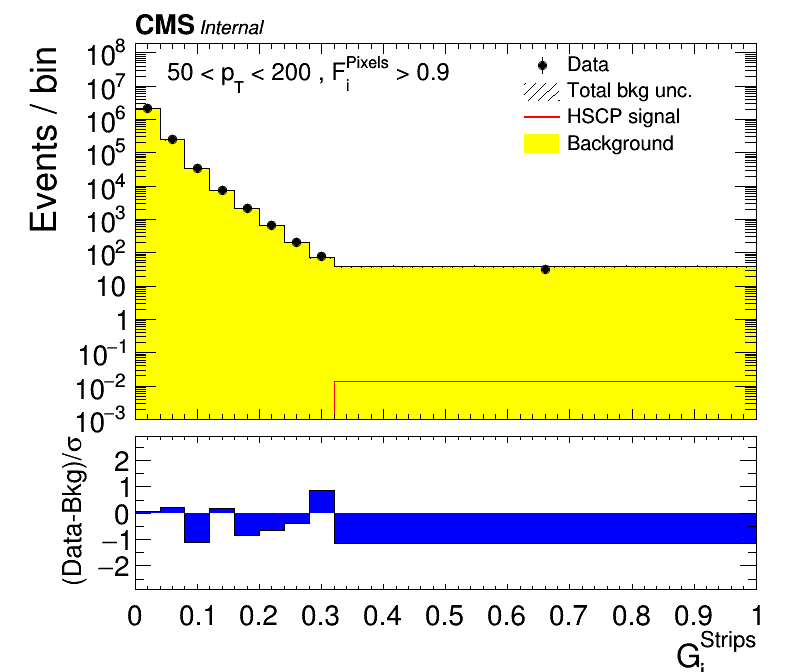 CMS Internal
50 < p_T < 200 , F_i^Pixels > 0.9
Data
Total bkg unc.
HSCP signal
Background
Events / bin
10^8
10^7
10^6
10^5
10^4
10^3
10^2
10
1
10^−1
10^−2
10^−3
(Data-Bkg)/σ
2
1
0
−1
−2
0 0.1 0.2 0.3 0.4 0.5 0.6 0.7 0.8 0.9 1
G_i^Strips